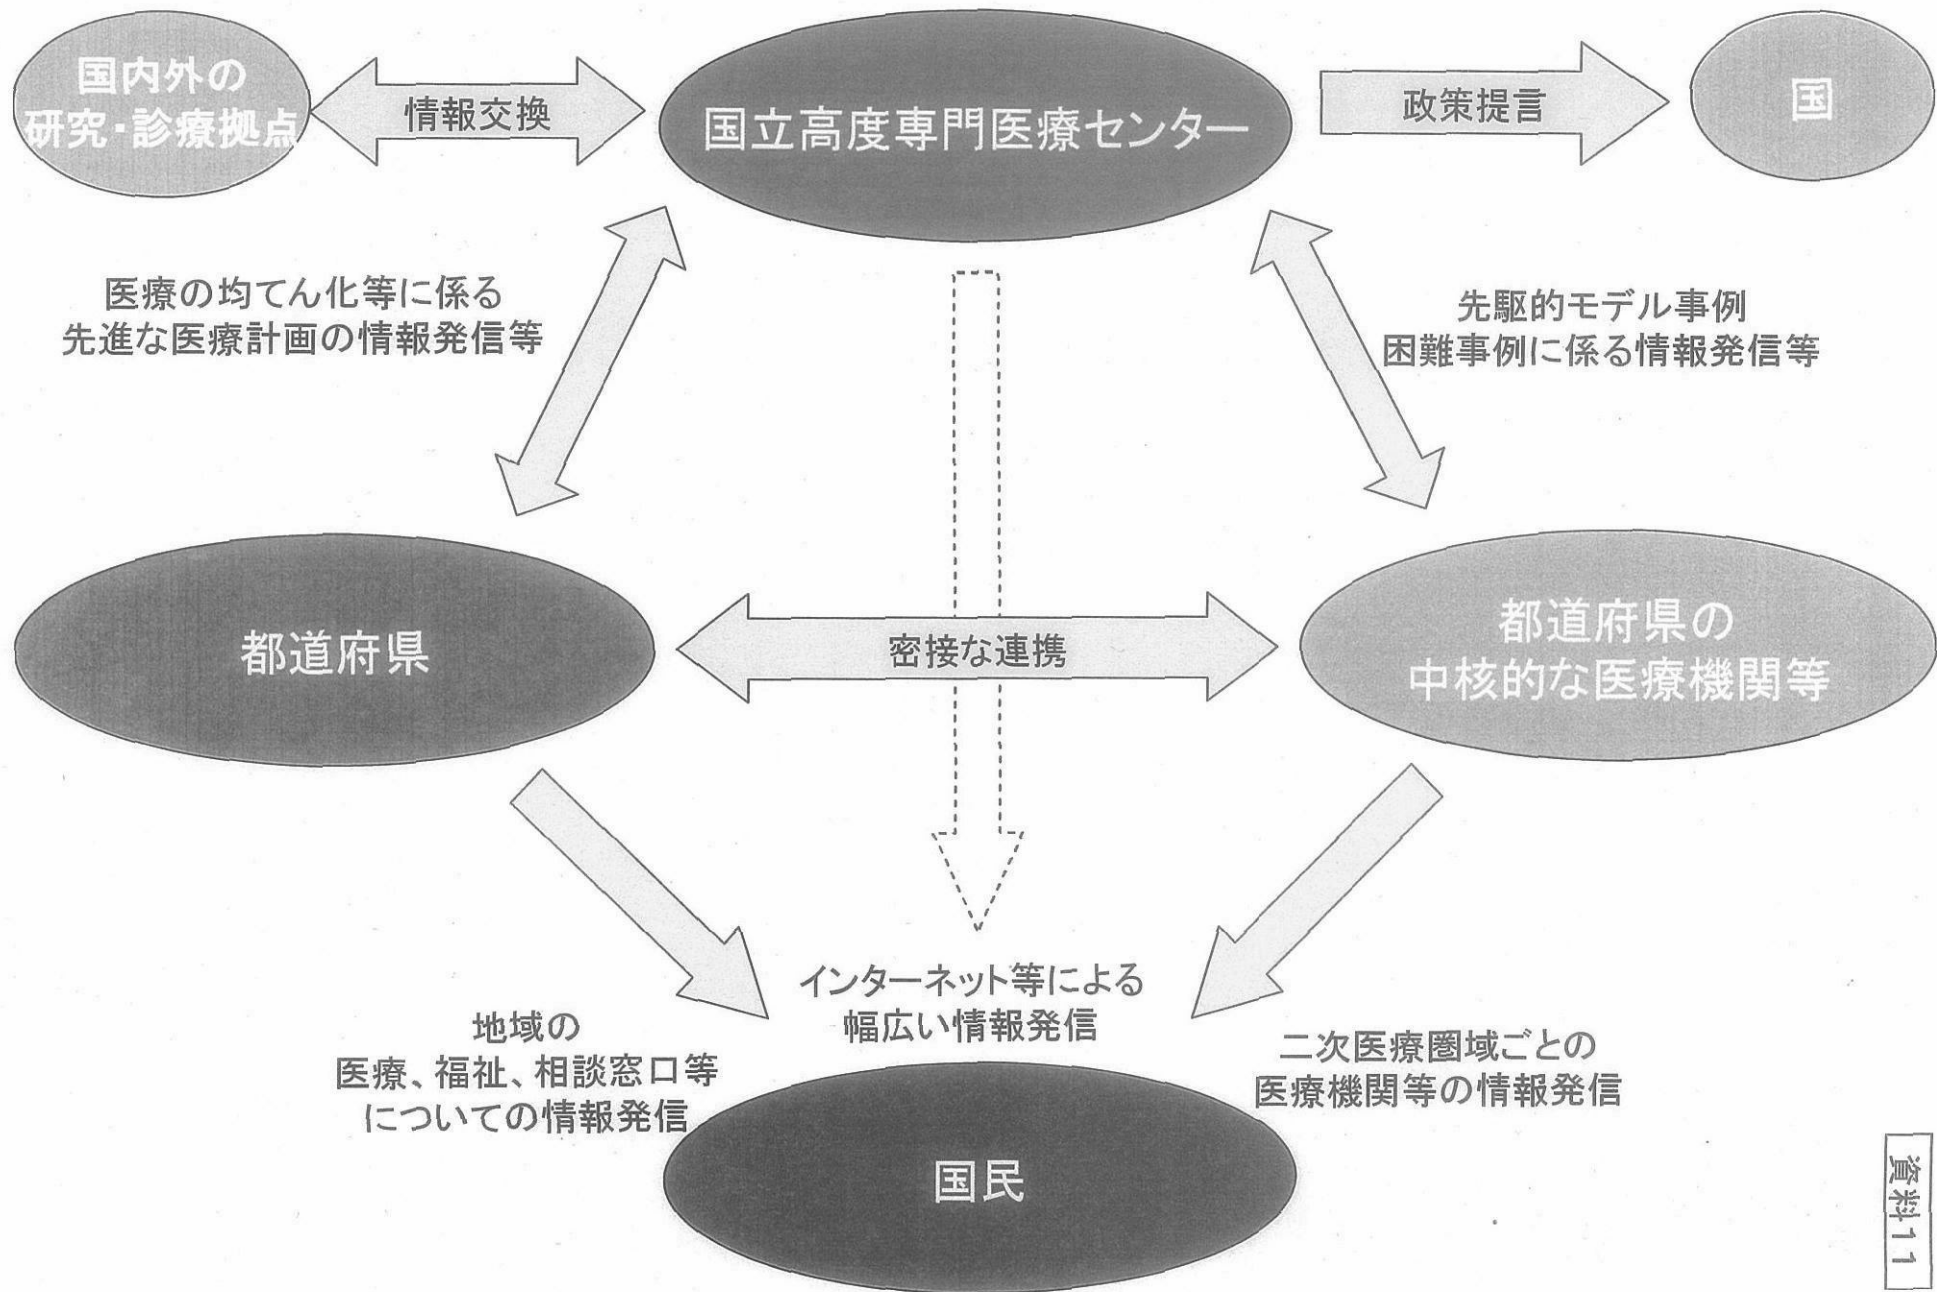 国内外の
研究・診療拠点
情報交換
国立高度専門医療センター
政策提言
国
医療の均てん化等に係る
先進な医療計画の情報発信等
先駆的モデル事例
困難事例に係る情報発信等
都道府県
密接な連携
都道府県の
中核的な医療機関等
インターネット等による
幅広い情報発信
地域の
医療、福祉、相談窓口等
についての情報発信
二次医療圏域ごとの
医療機関等の情報発信
国民
資料11